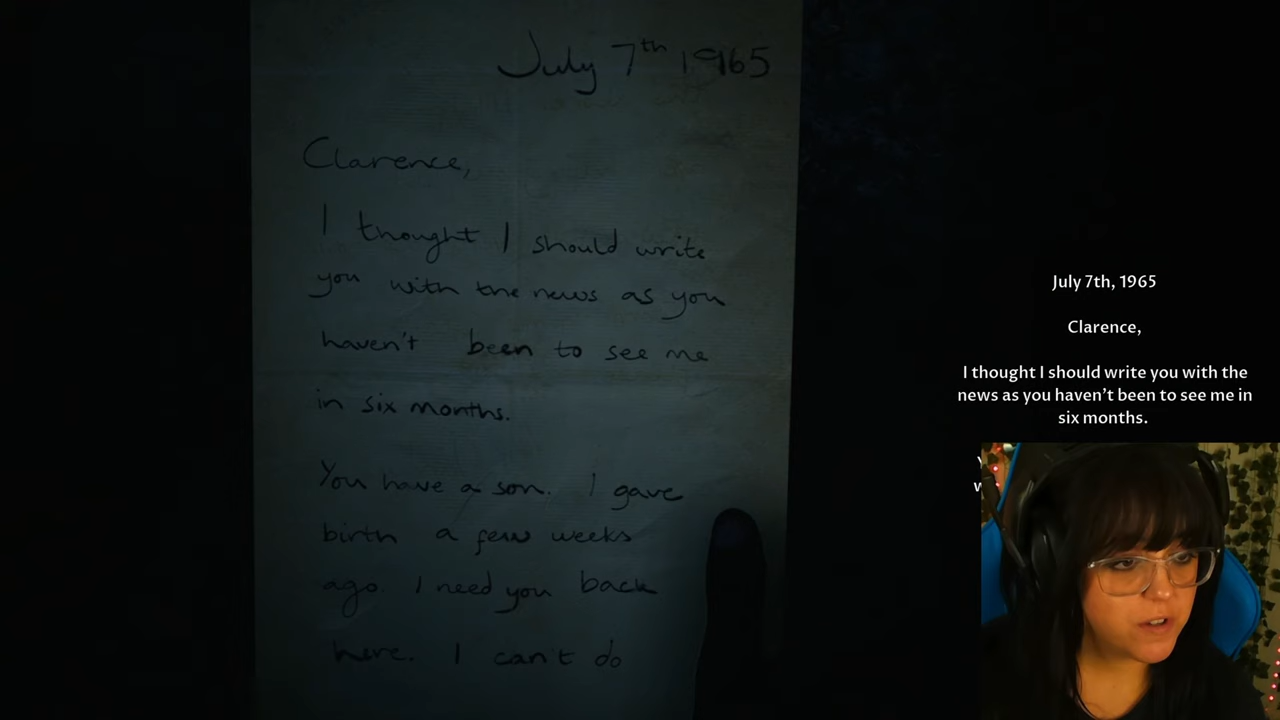 July 7th 1965
Clarence,
I thought I should write
you with the news as you
haven't been to see me
in six months.
You have a son. I gave
birth a few weeks
ago. I need you back
here. I can't do
July 7th, 1965
Clarence,
I thought I should write you with the
news as you haven't been to see me in
six months.